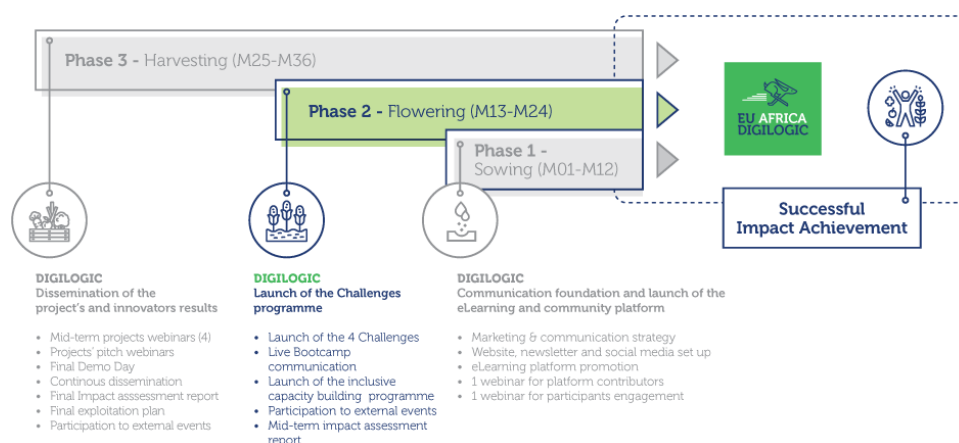 Phase 3 - Harvesting (M25-M36)
Phase 2 - Flowering (M13-M24)
Phase 1 -
Sowing (M01-M12)
EU AFRICA
DIGILOGIC
Successful
Impact Achievement
DIGILOGIC
Dissemination of the
project's and innovators results
• Mid-term projects webinars (4)
• Projects' pitch webinars
• Final Demo Day
• Continous dissemination
• Final Impact asssessment report
• Final exploitation plan
• Participation to external events
DIGILOGIC
Launch of the Challenges
programme
• Launch of the 4 Challenges
• Live Bootcamp
communication
• Launch of the inclusive
capacity building programme
• Participation to external events
• Mid-term impact assessment
report
DIGILOGIC
Communication foundation and launch of the
eLearning and community platform
• Marketing & communication strategy
• Website, newsletter and social media set up
• eLearning platform promotion
• 1 webinar for platform contributors
• 1 webinar for participants engagement